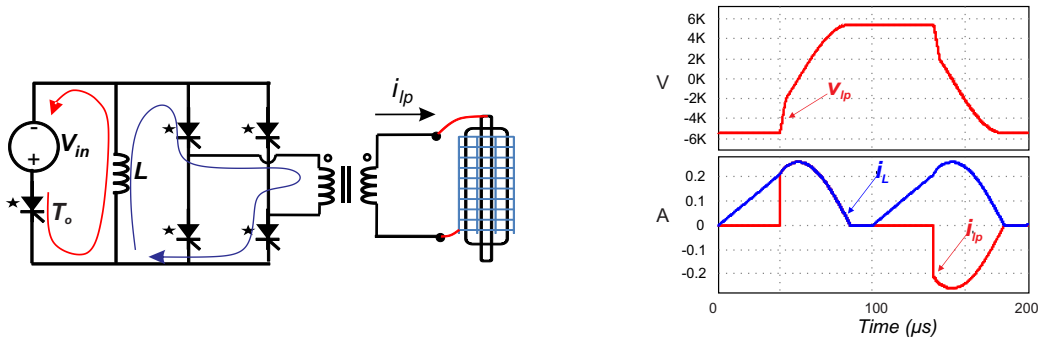 -
V_in
+
★
T_o
L
★
★
★
★
i_lp
V
6K
4K
2K
0K
-2K
-4K
-6K
v_lp
A
0.2
0.1
0
-0.1
-0.2
i_L
i_lp
0
100
200
Time (µs)